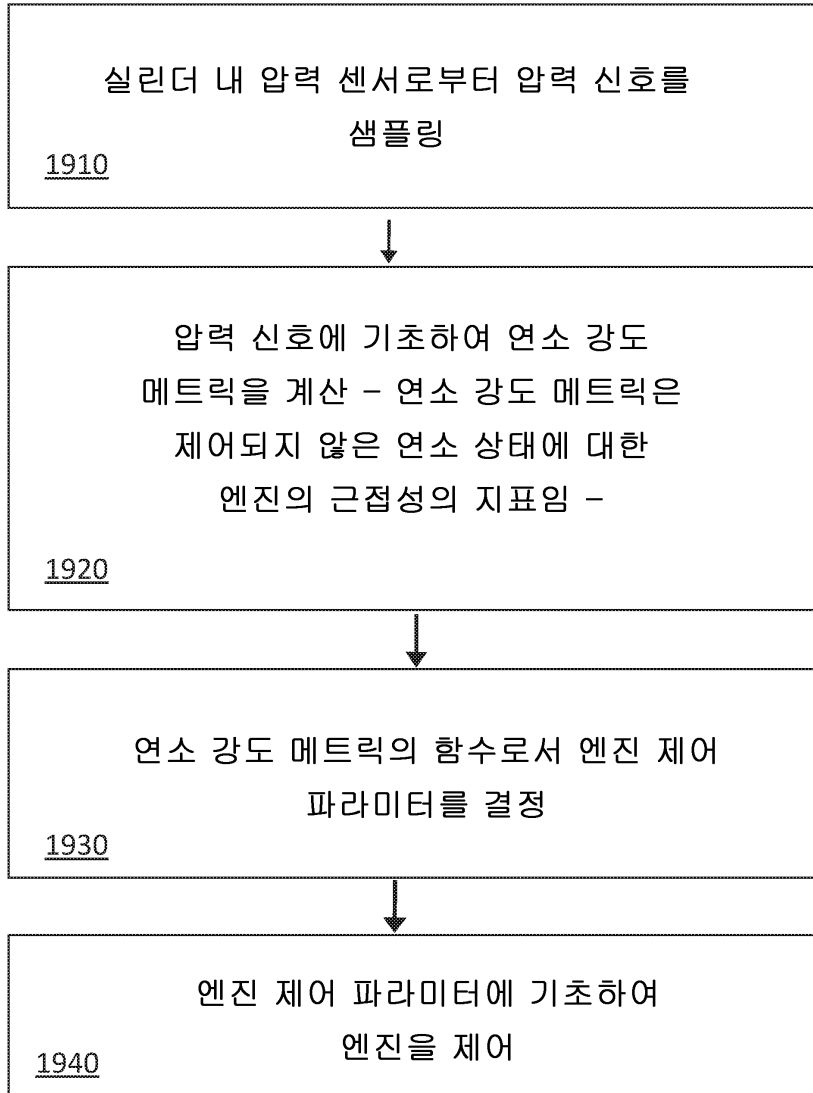 실린더 내 압력 센서로부터 압력 신호를
샘플링
1910
압력 신호에 기초하여 연소 강도
메트릭을 계산 – 연소 강도 메트릭은
제어되지 않은 연소 상태에 대한
엔진의 근접성의 지표임 –
1920
연소 강도 메트릭의 함수로서 엔진 제어
파라미터를 결정
1930
엔진 제어 파라미터에 기초하여
엔진을 제어
1940